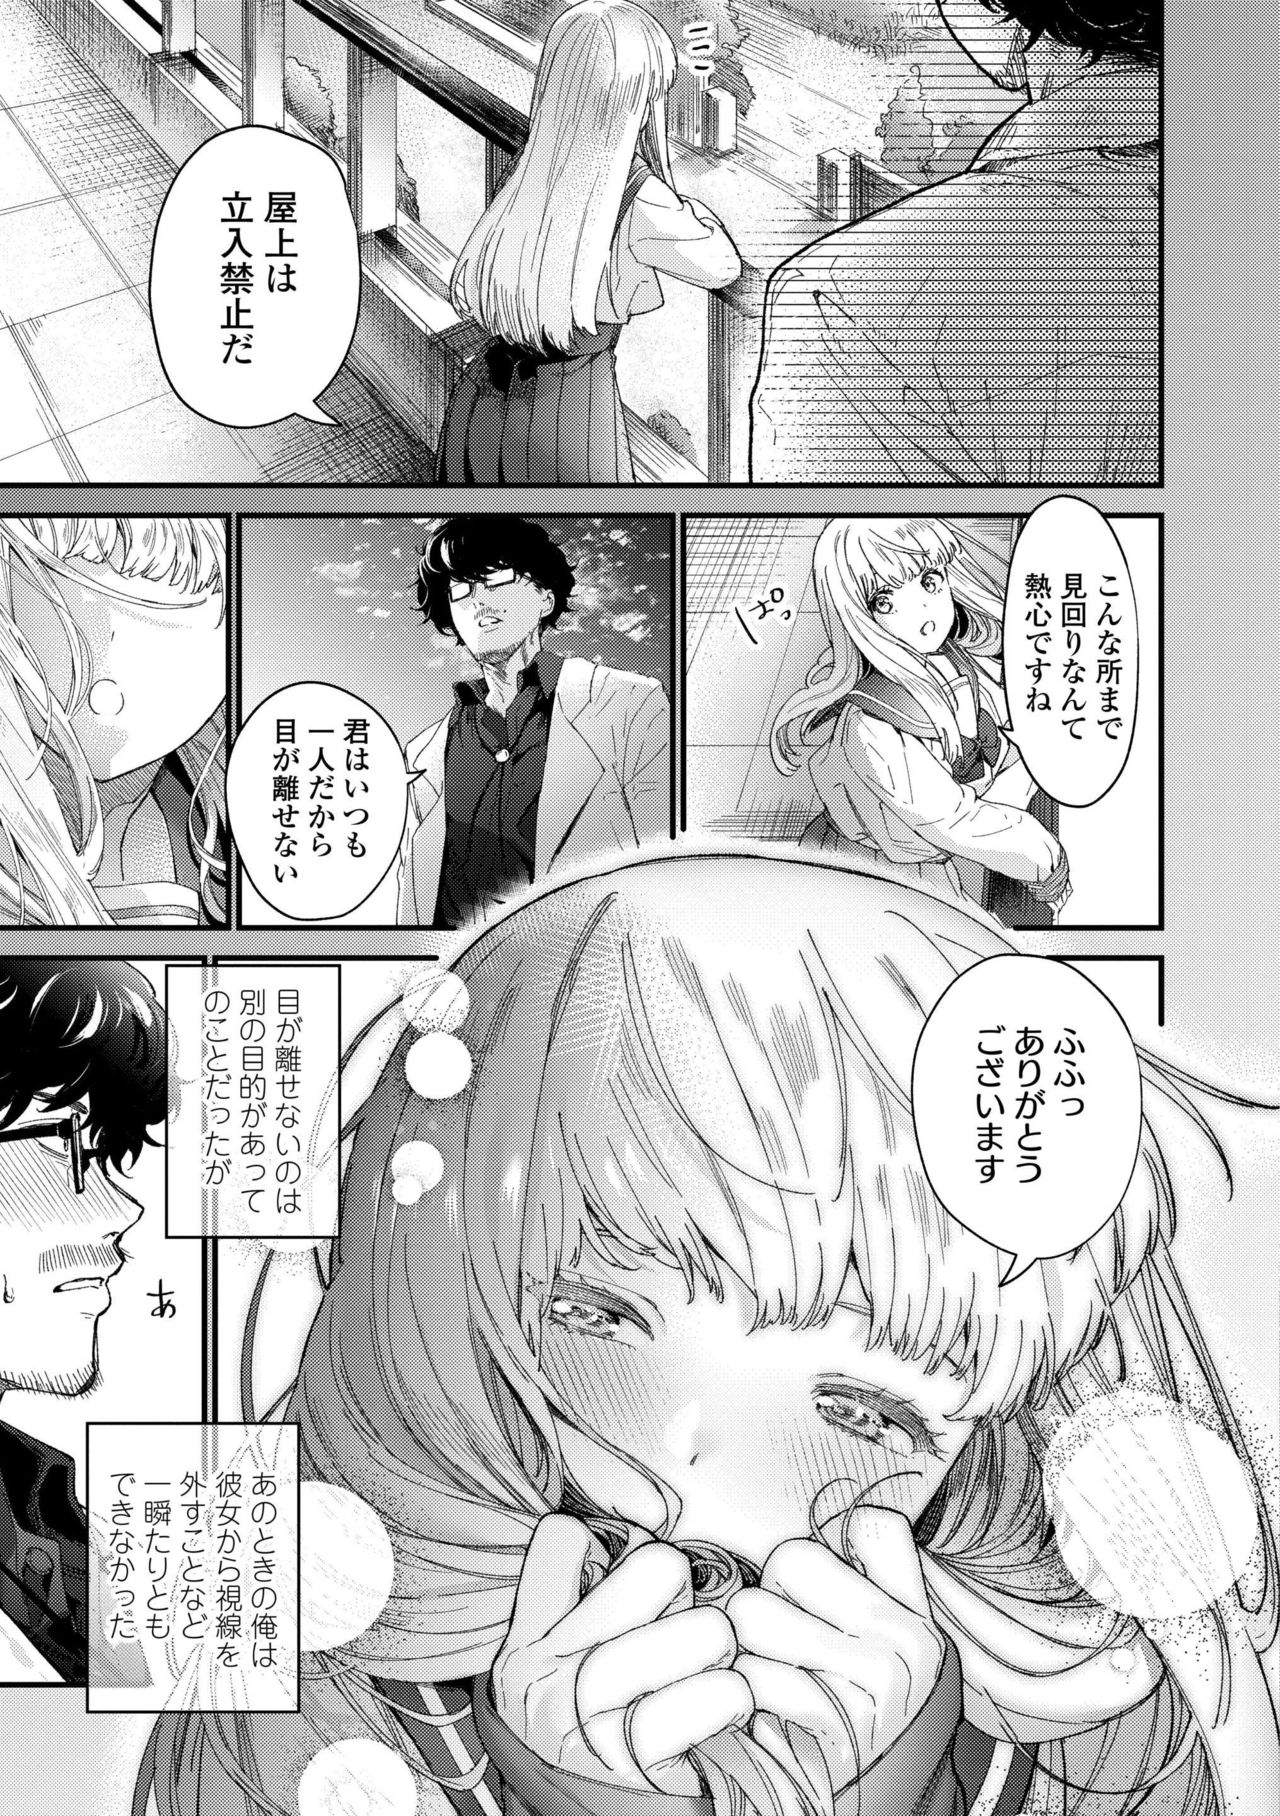 屋上は
立入禁止だ
こんな所まで
見回りなんて
熱心ですね
君はいつも
一人だから
目が離せない
ふふっ
ありがとう
ございます
目が離せないのは
別の目的があって
のことだったが
ぁ
あのときの俺は
彼女から視線を
外すことなど
一瞬たりとも
できなかった